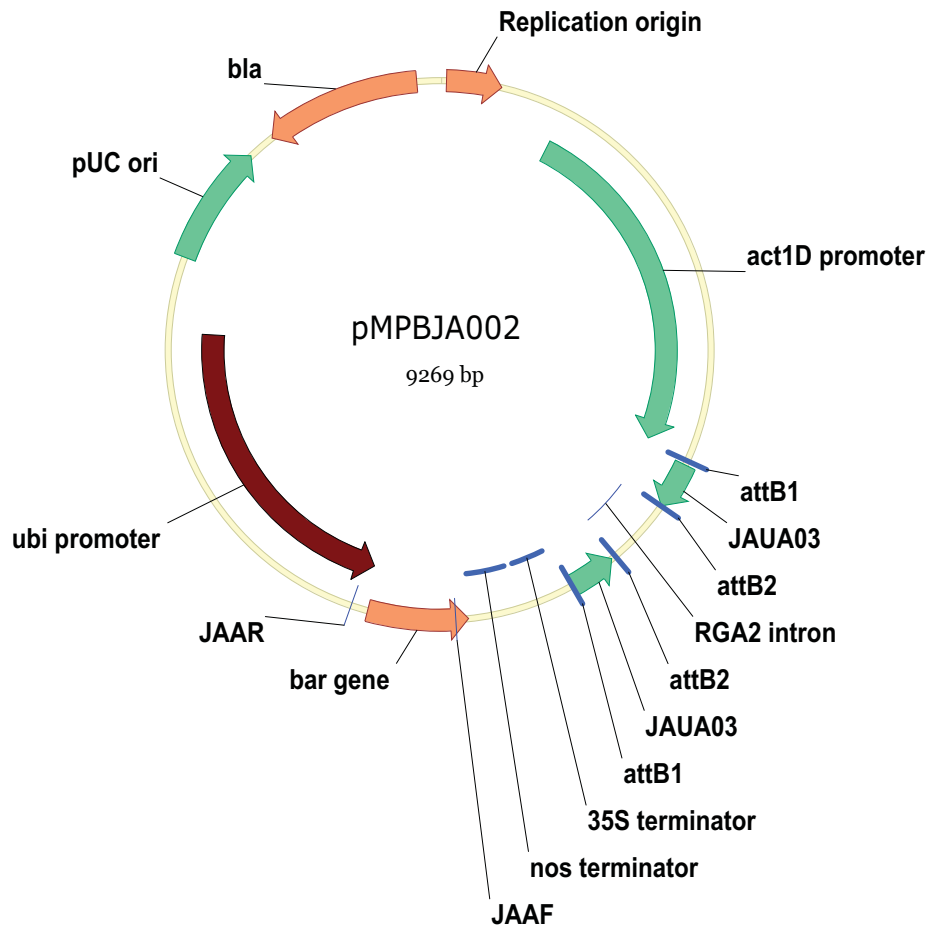 Replication origin
bla
pUC ori
act1D promoter
pMPBJA002
9269 bp
attB1
JAUA03
ubi promoter
attB2
JAAR
RGA2 intron
bar gene
attB2
JAUA03
attB1
35S terminator
nos terminator
JAAF